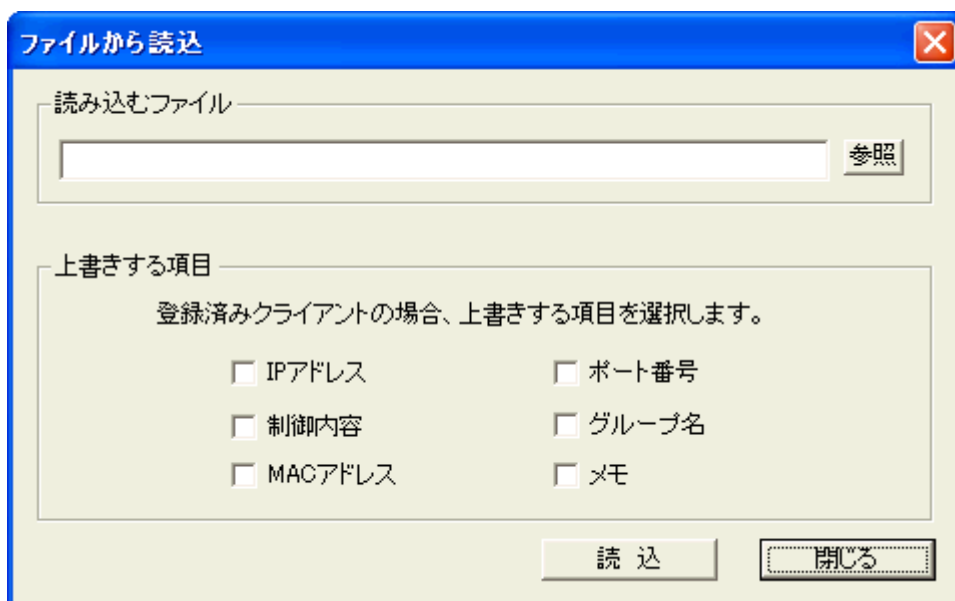 ファイルから読込
読み込むファイル
参照
上書きする項目
登録済みクライアントの場合、上書きする項目を選択します。
IPアドレス
ポート番号
制御内容
グループ名
MACアドレス
メモ
読 込
閉じる